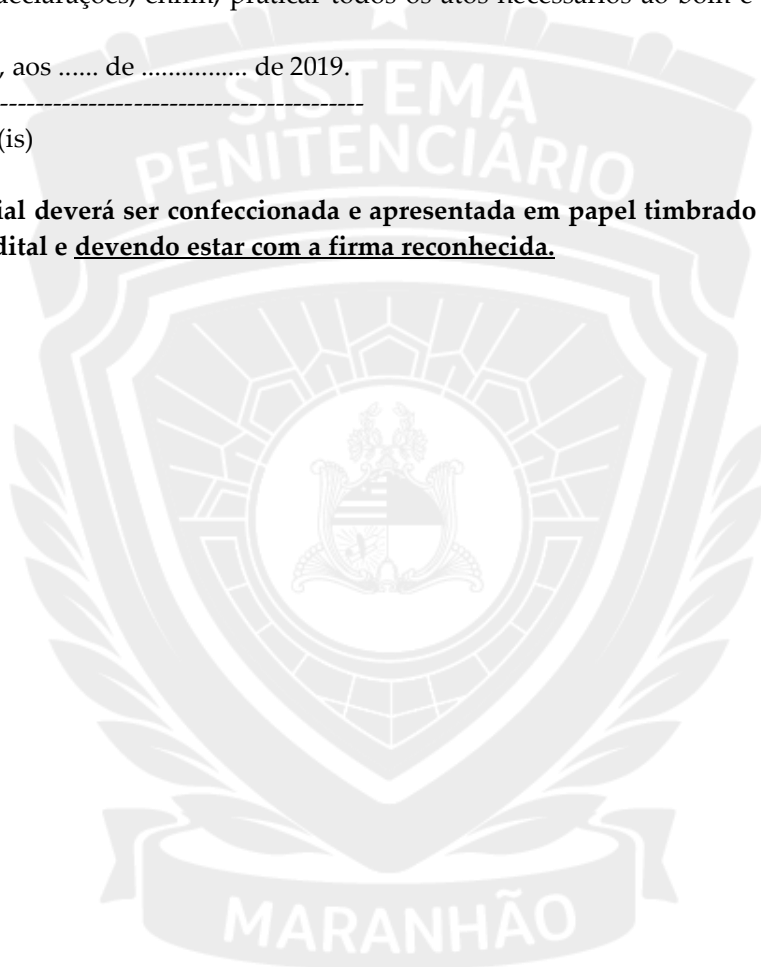 declarações, enfim, praticar todos os atos necessários ao bom e
, aos ...... de ................ de 2019.
--------------------------------------------
(is)
ial deverá ser confeccionada e apresentada em papel timbrado
dital e devendo estar com a firma reconhecida.
SISTEMA
PENITENCIÁRIO
MARANHÃO